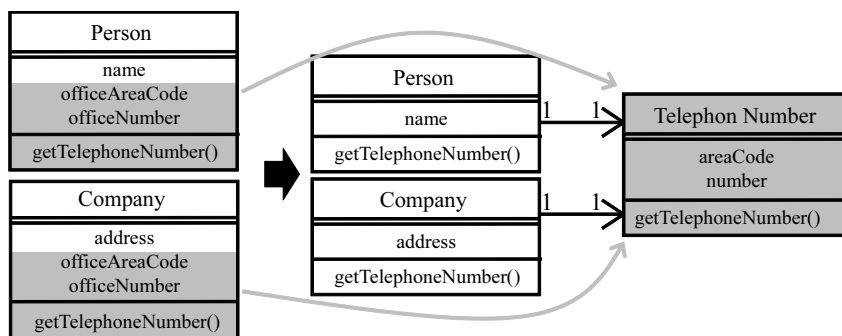 Person
name
officeAreaCode
officeNumber
getTelephoneNumber()
Company
address
officeAreaCode
officeNumber
getTelephoneNumber()
Person
name
getTelephoneNumber()
Company
address
getTelephoneNumber()
1 1
1 1
Telephon Number
areaCode
number
getTelephoneNumber()